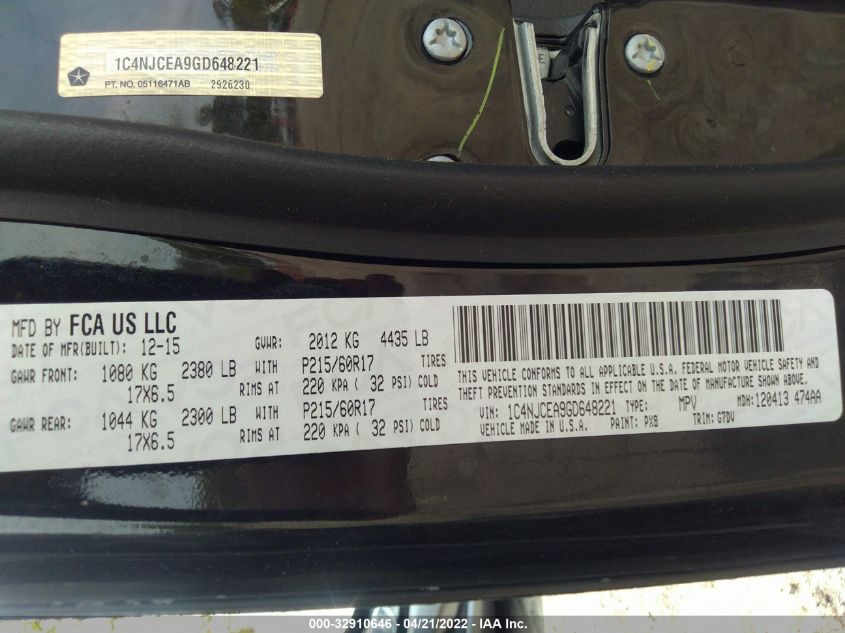 1C4NJCEA9GD648221
PT. NO. 05116471AB 2926230
MFD BY FCA US LLC
DATE OF MFR(BUILT): 12-15 GVWR: 2012 KG 4435 LB
GAWR FRONT: 1080 KG 2380 LB WITH P215/60R17 TIRES
17X6.5 RIMS AT 220 KPA ( 32 PSI) COLD
GAWR REAR: 1044 KG 2300 LB WITH P215/60R17 TIRES
17X6.5 RIMS AT 220 KPA ( 32 PSI) COLD
THIS VEHICLE CONFORMS TO ALL APPLICABLE U.S.A. FEDERAL MOTOR VEHICLE SAFETY AND
THEFT PREVENTION STANDARDS IN EFFECT ON THE DATE OF MANUFACTURE SHOWN ABOVE.
VIN: 1C4NJCEA9GD648221 TYPE: MPV MDH: 120413 474AA
VEHICLE MADE IN U.S.A. PAINT: PX8 TRIM: G7DV
000-32910646 - 04/21/2022 - IAA Inc.